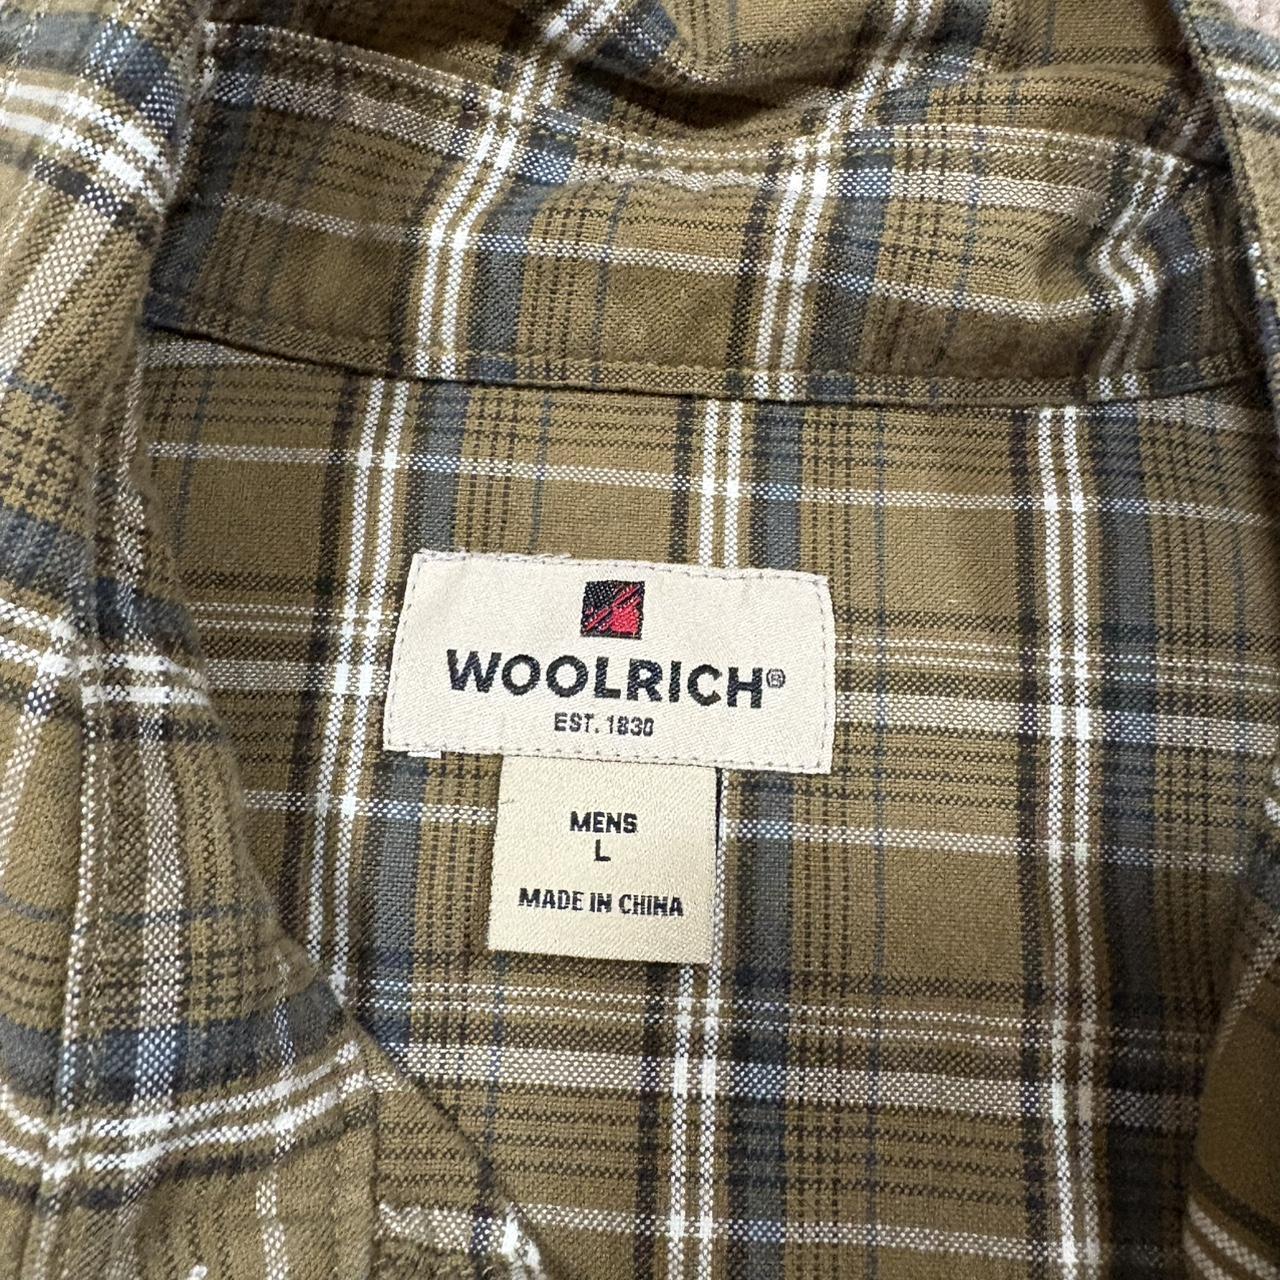 WOOLRICH®
EST. 1830
MENS
L
MADE IN CHINA